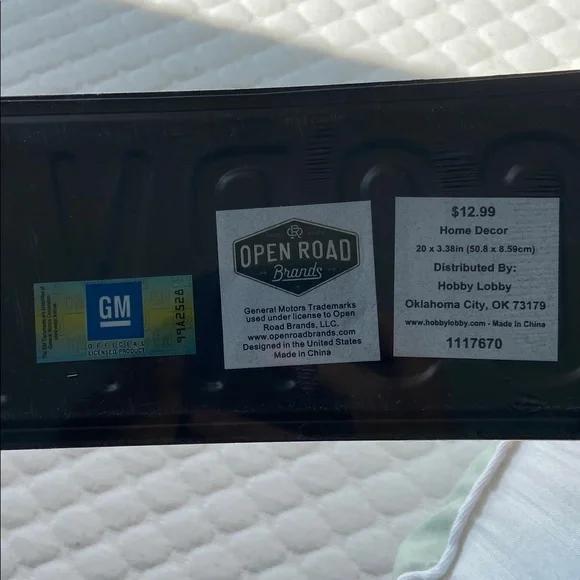 GM
OFFICIAL
LICENSED PRODUCT
99A2528
OPEN ROAD
Brands
General Motors Trademarks
used under license to Open
Road Brands, LLC.
www.openroadbrands.com
Designed in the United States
Made in China
$12.99
Home Decor
20 x 3.38in (50.8 x 8.59cm)
Distributed By:
Hobby Lobby
Oklahoma City, OK 73179
www.hobbylobby.com - Made In China
1117670